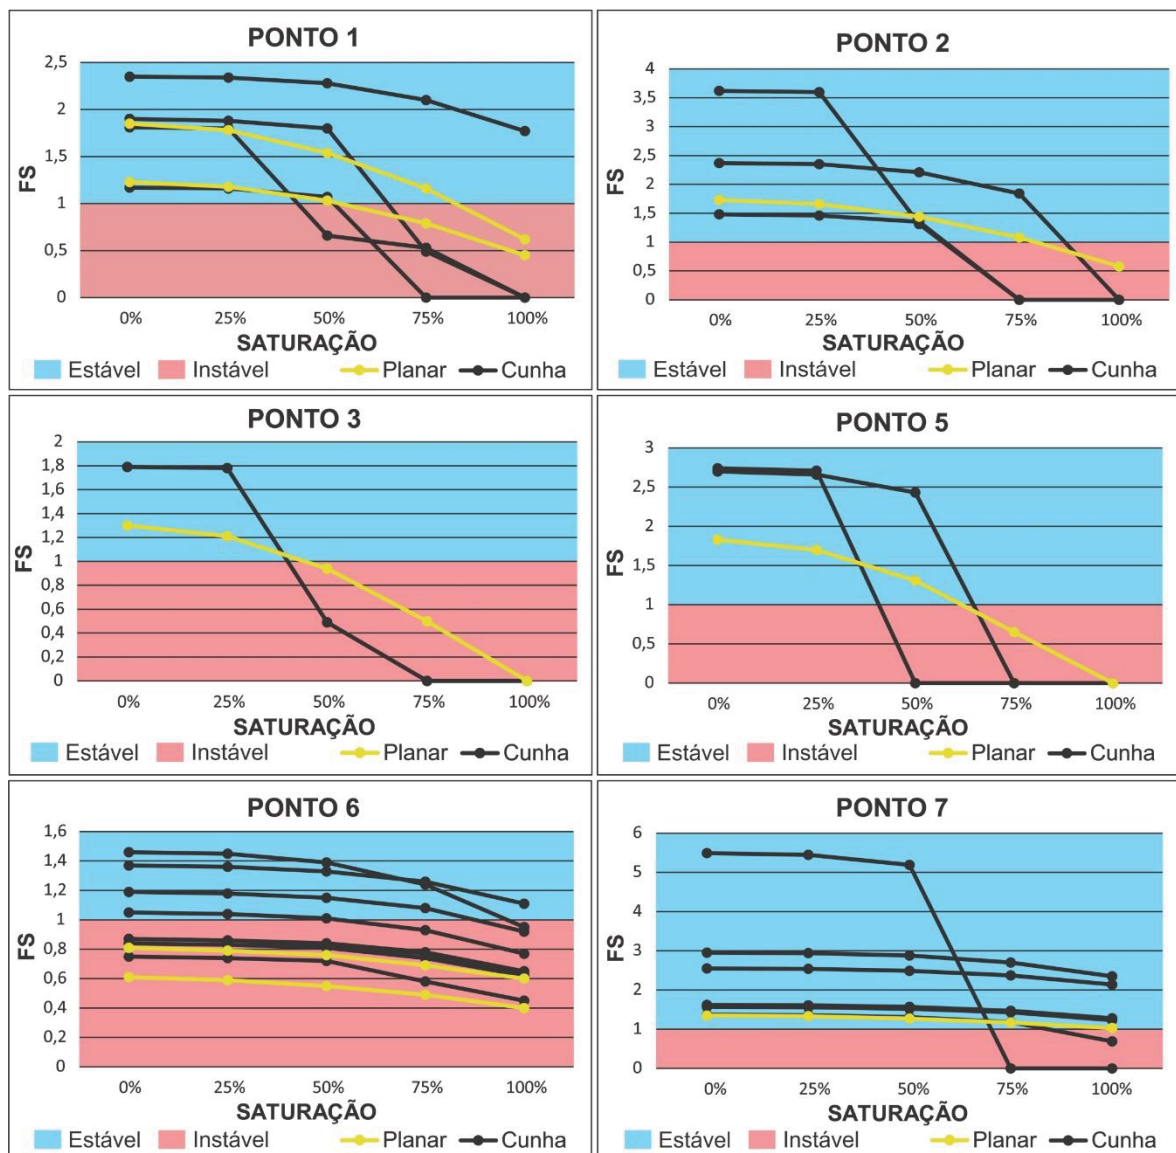 PONTO 1
2,5
2
1,5
1
0,5
0
FS
0% 25% 50% 75% 100%
SATURAÇÃO
Estável Instável Planar Cunha
PONTO 2
4
3,5
3
2,5
2
1,5
1
0,5
0
FS
0% 25% 50% 75% 100%
SATURAÇÃO
Estável Instável Planar Cunha
PONTO 3
2
1,8
1,6
1,4
1,2
1
0,8
0,6
0,4
0,2
0
FS
0% 25% 50% 75% 100%
SATURAÇÃO
Estável Instável Planar Cunha
PONTO 5
3
2,5
2
1,5
1
0,5
0
FS
0% 25% 50% 75% 100%
SATURAÇÃO
Estável Instável Planar Cunha
PONTO 6
1,6
1,4
1,2
1
0,8
0,6
0,4
0,2
0
FS
0% 25% 50% 75% 100%
SATURAÇÃO
Estável Instável Planar Cunha
PONTO 7
6
5
4
3
2
1
0
FS
0% 25% 50% 75% 100%
SATURAÇÃO
Estável Instável Planar Cunha